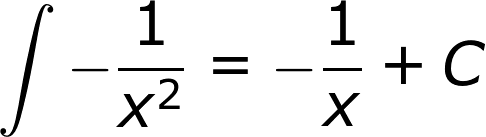 ∫ -1/x² = -1/x + C